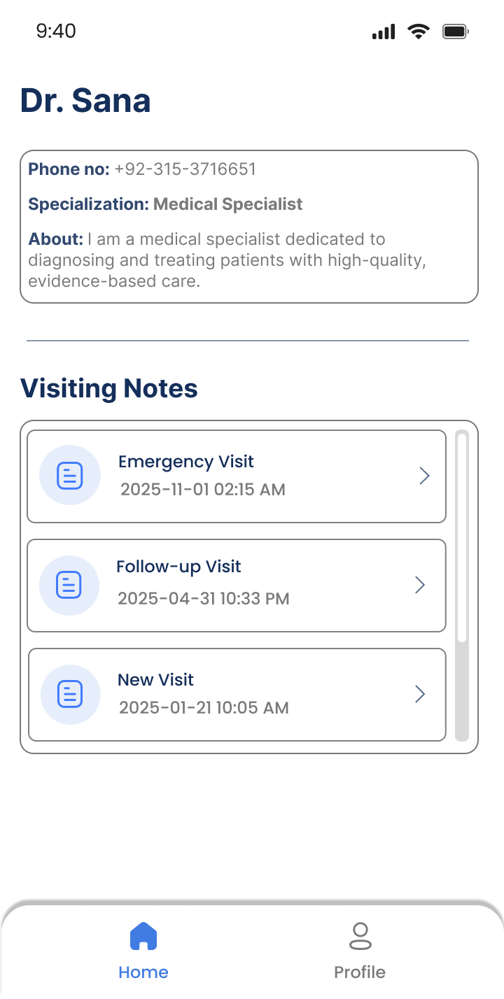 9:40
Dr. Sana
Phone no: +92-315-3716651
Specialization: Medical Specialist
About: I am a medical specialist dedicated to
diagnosing and treating patients with high-quality,
evidence-based care.
Visiting Notes
Emergency Visit
2025-11-01 02:15 AM
Follow-up Visit
2025-04-31 10:33 PM
New Visit
2025-01-21 10:05 AM
Home
Profile